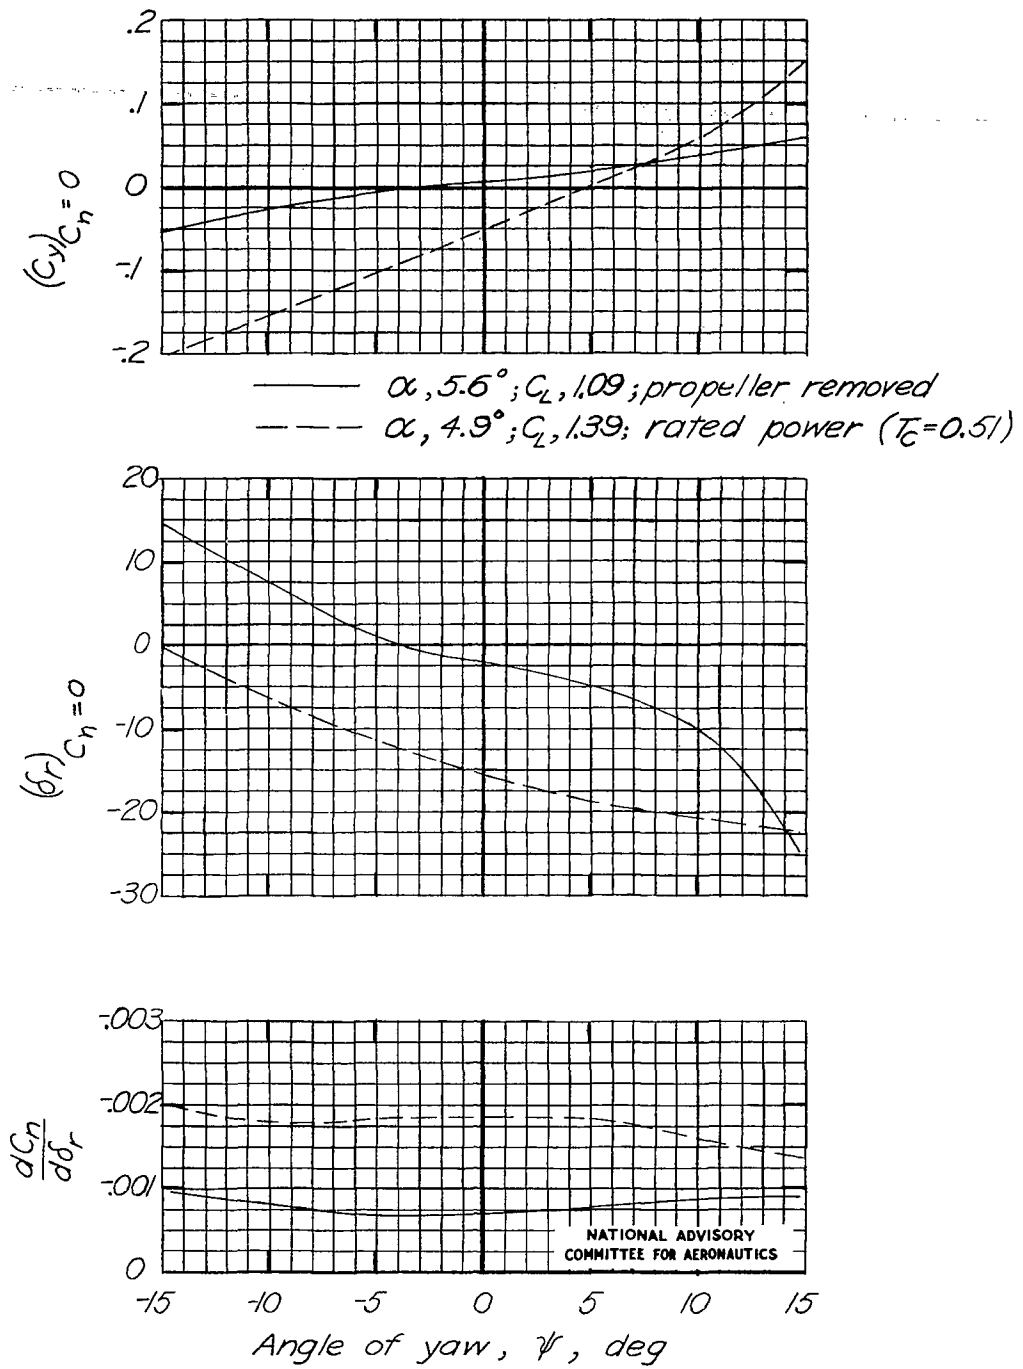 .2
.1
0
-.1
-.2
(Cy)Cn=0
α, 5.6°; CL, 1.09; propeller removed
α, 4.9°; CL, 1.39; rated power (Tc=0.51)
20
10
0
-10
-20
-30
(δr)Cn=0
-.003
-.002
-.001
0
dCn
dδr
NATIONAL ADVISORY
COMMITTEE FOR AERONAUTICS
-15 -10 -5 0 5 10 15
Angle of yaw, ψ, deg